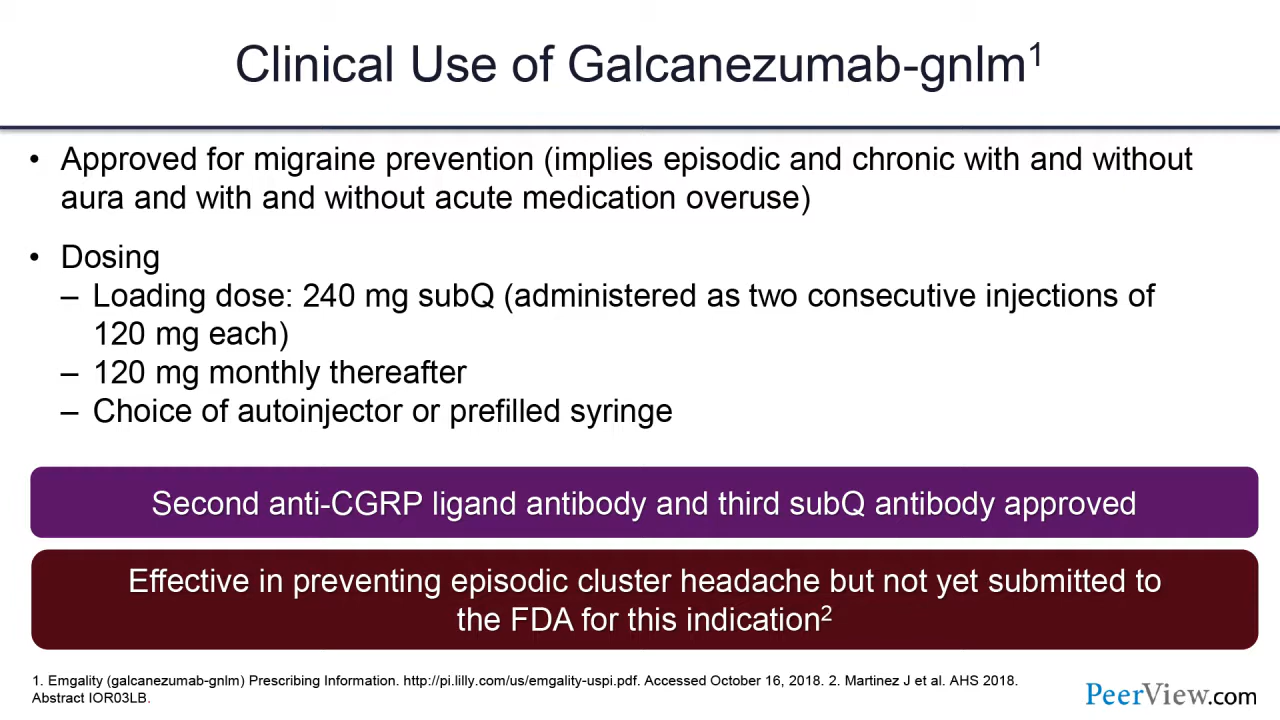 Clinical Use of Galcanezumab-gnlm¹
• Approved for migraine prevention (implies episodic and chronic with and without
aura and with and without acute medication overuse)
• Dosing
– Loading dose: 240 mg subQ (administered as two consecutive injections of
120 mg each)
– 120 mg monthly thereafter
– Choice of autoinjector or prefilled syringe
Second anti-CGRP ligand antibody and third subQ antibody approved
Effective in preventing episodic cluster headache but not yet submitted to
the FDA for this indication²
1. Emgality (galcanezumab-gnlm) Prescribing Information. http://pi.lilly.com/us/emgality-uspi.pdf. Accessed October 16, 2018. 2. Martinez J et al. AHS 2018.
Abstract IOR03LB.
PeerView.com